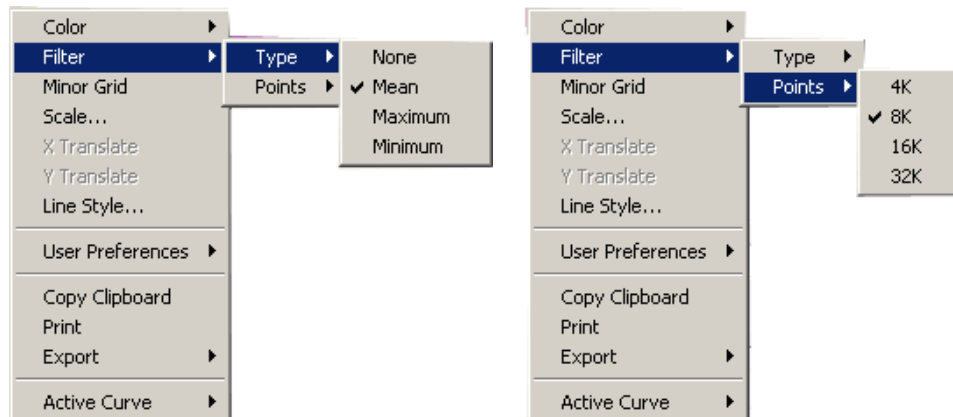 Color
Filter
Minor Grid
Scale...
X Translate
Y Translate
Line Style...
User Preferences
Copy Clipboard
Print
Export
Active Curve
Type
Points
None
Mean
Maximum
Minimum
Color
Filter
Minor Grid
Scale...
X Translate
Y Translate
Line Style...
User Preferences
Copy Clipboard
Print
Export
Active Curve
Type
Points
4K
8K
16K
32K